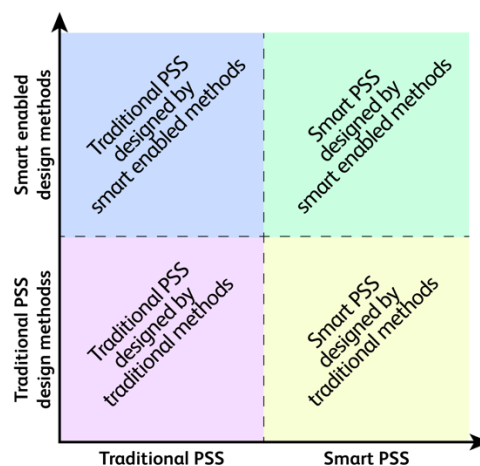 Smart enabled
design methods
Traditional PSS
designed by
smart enabled methods
Smart PSS
designed by
smart enabled methods
Traditional PSS
design methodss
Traditional PSS
designed by
traditional methods
Smart PSS
designed by
traditional methods
Traditional PSS
Smart PSS